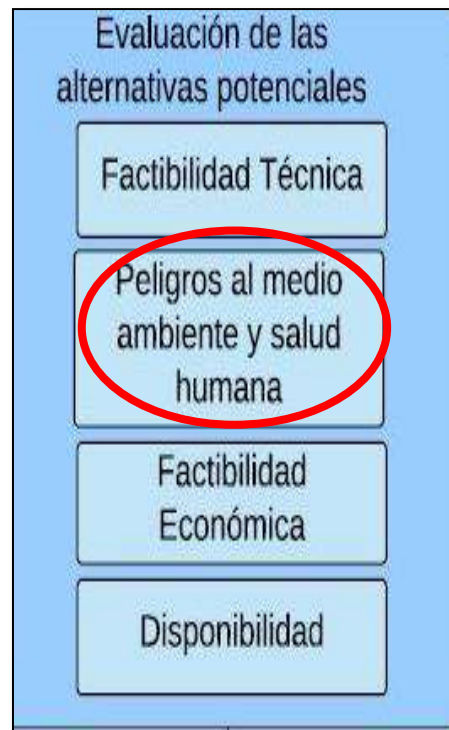 Evaluación de las
alternativas potenciales
Factibilidad Técnica
Peligros al medio
ambiente y salud
humana
Factibilidad
Económica
Disponibilidad